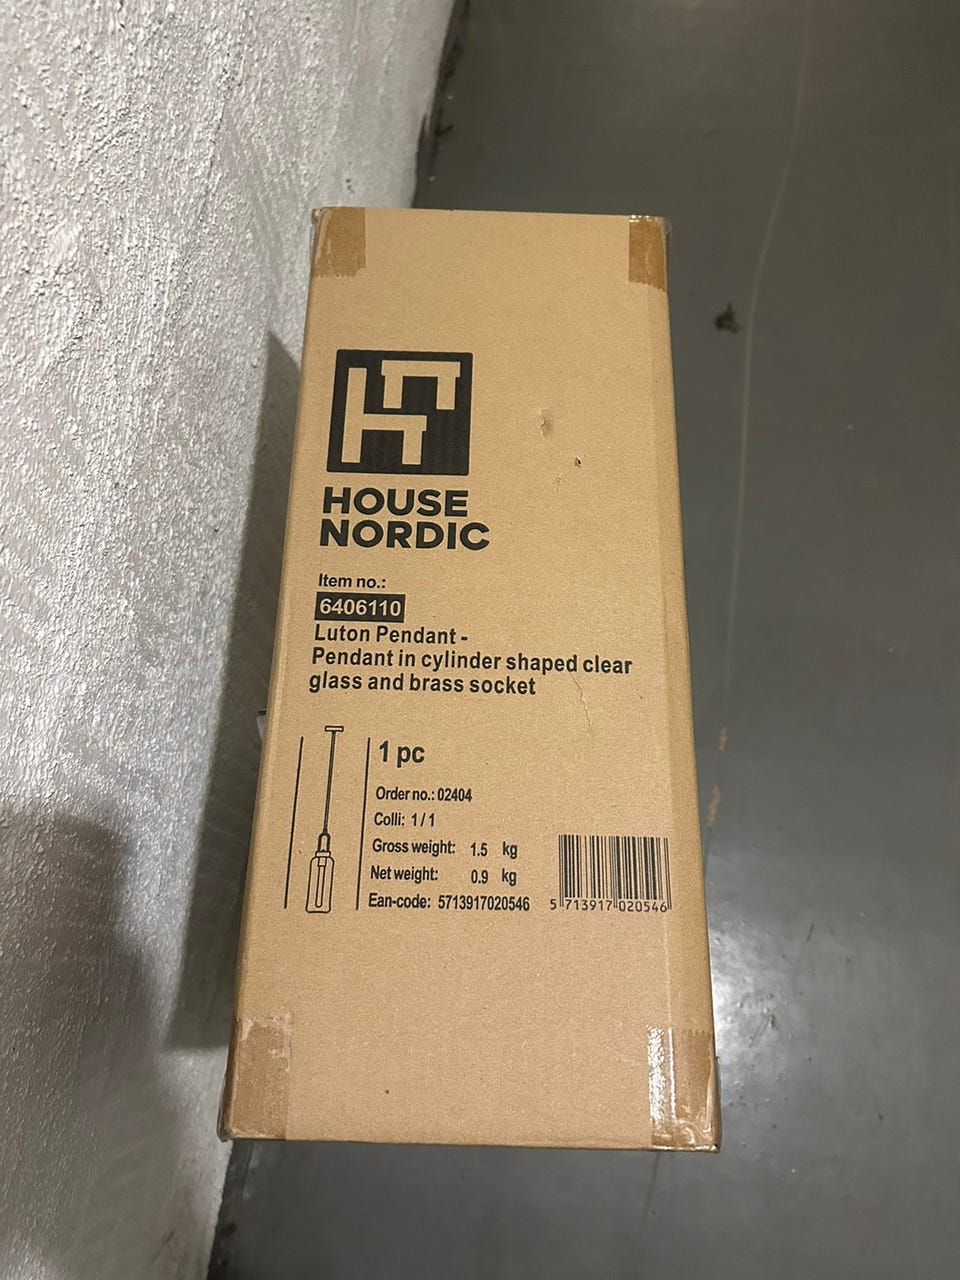 HOUSE
NORDIC
Item no.:
6406110
Luton Pendant -
Pendant in cylinder shaped clear
glass and brass socket
1 pc
Order no.: 02404
Colli: 1 / 1
Gross weight: 1.5 kg
Net weight: 0.9 kg
Ean-code: 5713917020546
5 713917 020546